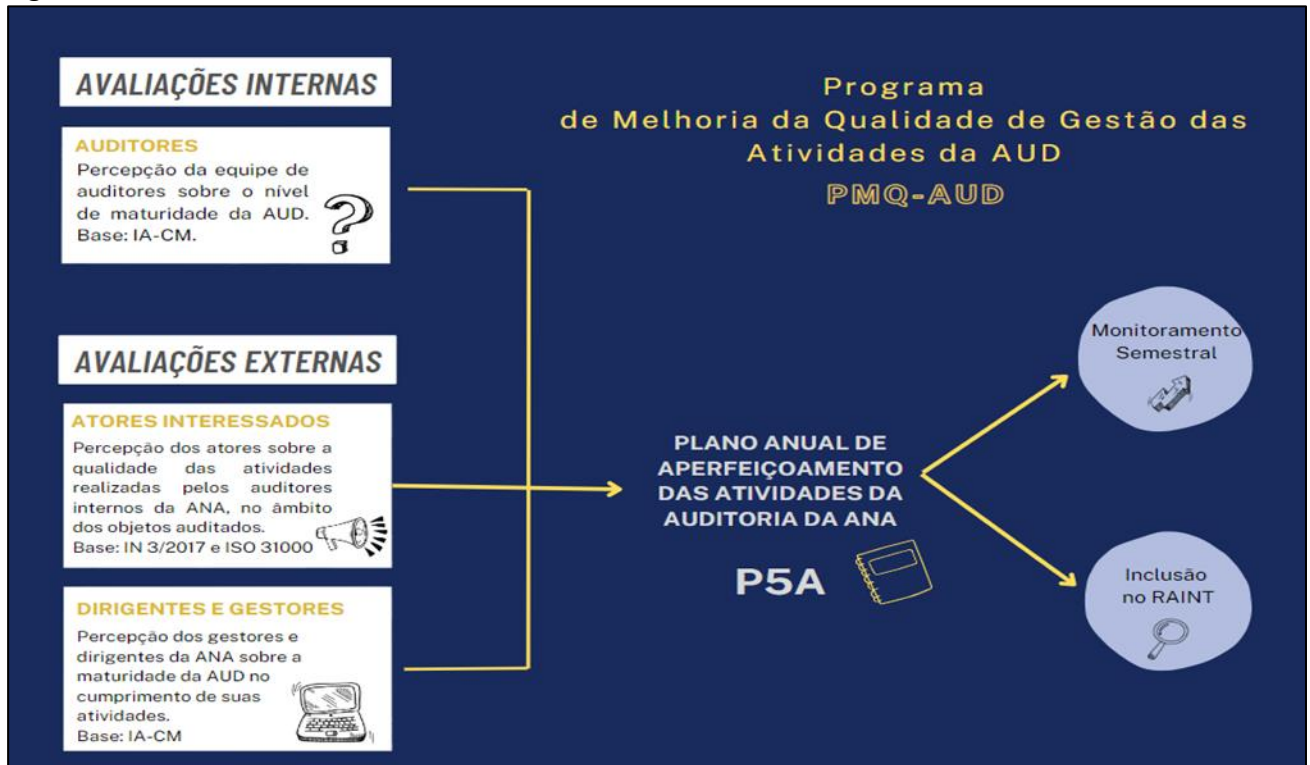 AVALIAÇÕES INTERNAS
AUDITORES
Percepção da equipe de
auditores sobre o nível
de maturidade da AUD.
Base: IA-CM.
AVALIAÇÕES EXTERNAS
ATORES INTERESSADOS
Percepção dos atores sobre a
qualidade das atividades
realizadas pelos auditores
internos da ANA, no âmbito
dos objetos auditados.
Base: IN 3/2017 e ISO 31000
DIRIGENTES E GESTORES
Percepção dos gestores e
dirigentes da ANA sobre a
maturidade da AUD no
cumprimento de suas
atividades.
Base: IA-CM
Programa
de Melhoria da Qualidade de Gestão das
Atividades da AUD
PMQ-AUD
PLANO ANUAL DE
APERFEIÇOAMENTO
DAS ATIVIDADES DA
AUDITORIA DA ANA
P5A
Monitoramento
Semestral
Inclusão
no RAINT